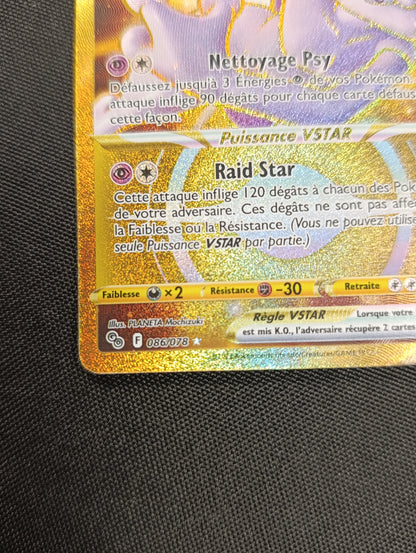 Nettoyage Psy
Défaussez jusqu'à 3 Énergies de vos Pokémon
attaque inflige 90 dégâts pour chaque carte défaus
cette façon.
Puissance VSTAR
Raid Star
Cette attaque inflige 120 dégâts à chacun des Pok
de votre adversaire. Ces dégâts ne sont pas affe
la Faiblesse ou la Résistance. (Vous ne pouvez utilise
seule Puissance VSTAR par partie.)
Faiblesse ×2 Résistance -30 Retraite
Illus. PLANETA Mochizuki Règle VSTAR Lorsque votre
est mis K.O., l'adversaire récupère 2 cartes
F 086/078